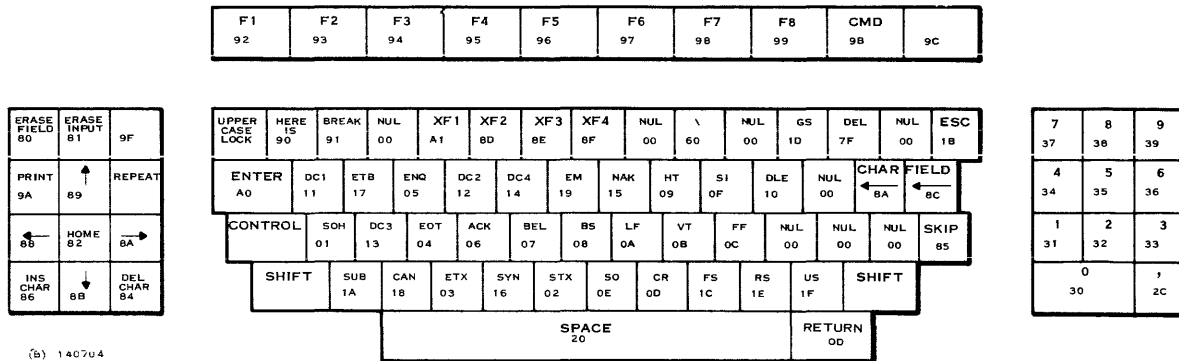 F1 F2 F3 F4 F5 F6 F7 F8 CMD
92 93 94 95 96 97 98 99 9B 9C
ERASE FIELD 80 ERASE INPUT 81 9F
UPPER CASE LOCK HERE IS 90 BREAK 91 NUL 00 XF1 A1 XF2 8D XF3 8E XF4 8F NUL 00 \ 60 NUL 00 GS 1D DEL 7F NUL 00 ESC 1B
7 37 8 38 9 39
PRINT 9A ↑ 89 REPEAT
ENTER A0 DC1 11 ETB 17 ENQ 05 DC2 12 DC4 14 EM 19 NAK 15 HT 09 SI 0F DLE 10 NUL 00 CHAR ← 8A FIELD ← 8C
4 34 5 35 6 36
← 88 HOME 82 → 8A
CONTROL SOH 01 DC3 13 EOT 04 ACK 06 BEL 07 BS 08 LF 0A VT 0B FF 0C NUL 00 NUL 00 NUL 00 SKIP 85
1 31 2 32 3 33
INS CHAR 86 ↓ 8B DEL CHAR 84
SHIFT SUB 1A CAN 18 ETX 03 SYN 16 STX 02 SO 0E CR 0D FS 1C RS 1E US 1F SHIFT
0 30 , 2C
SPACE 20 RETURN 0D
(B) 140704